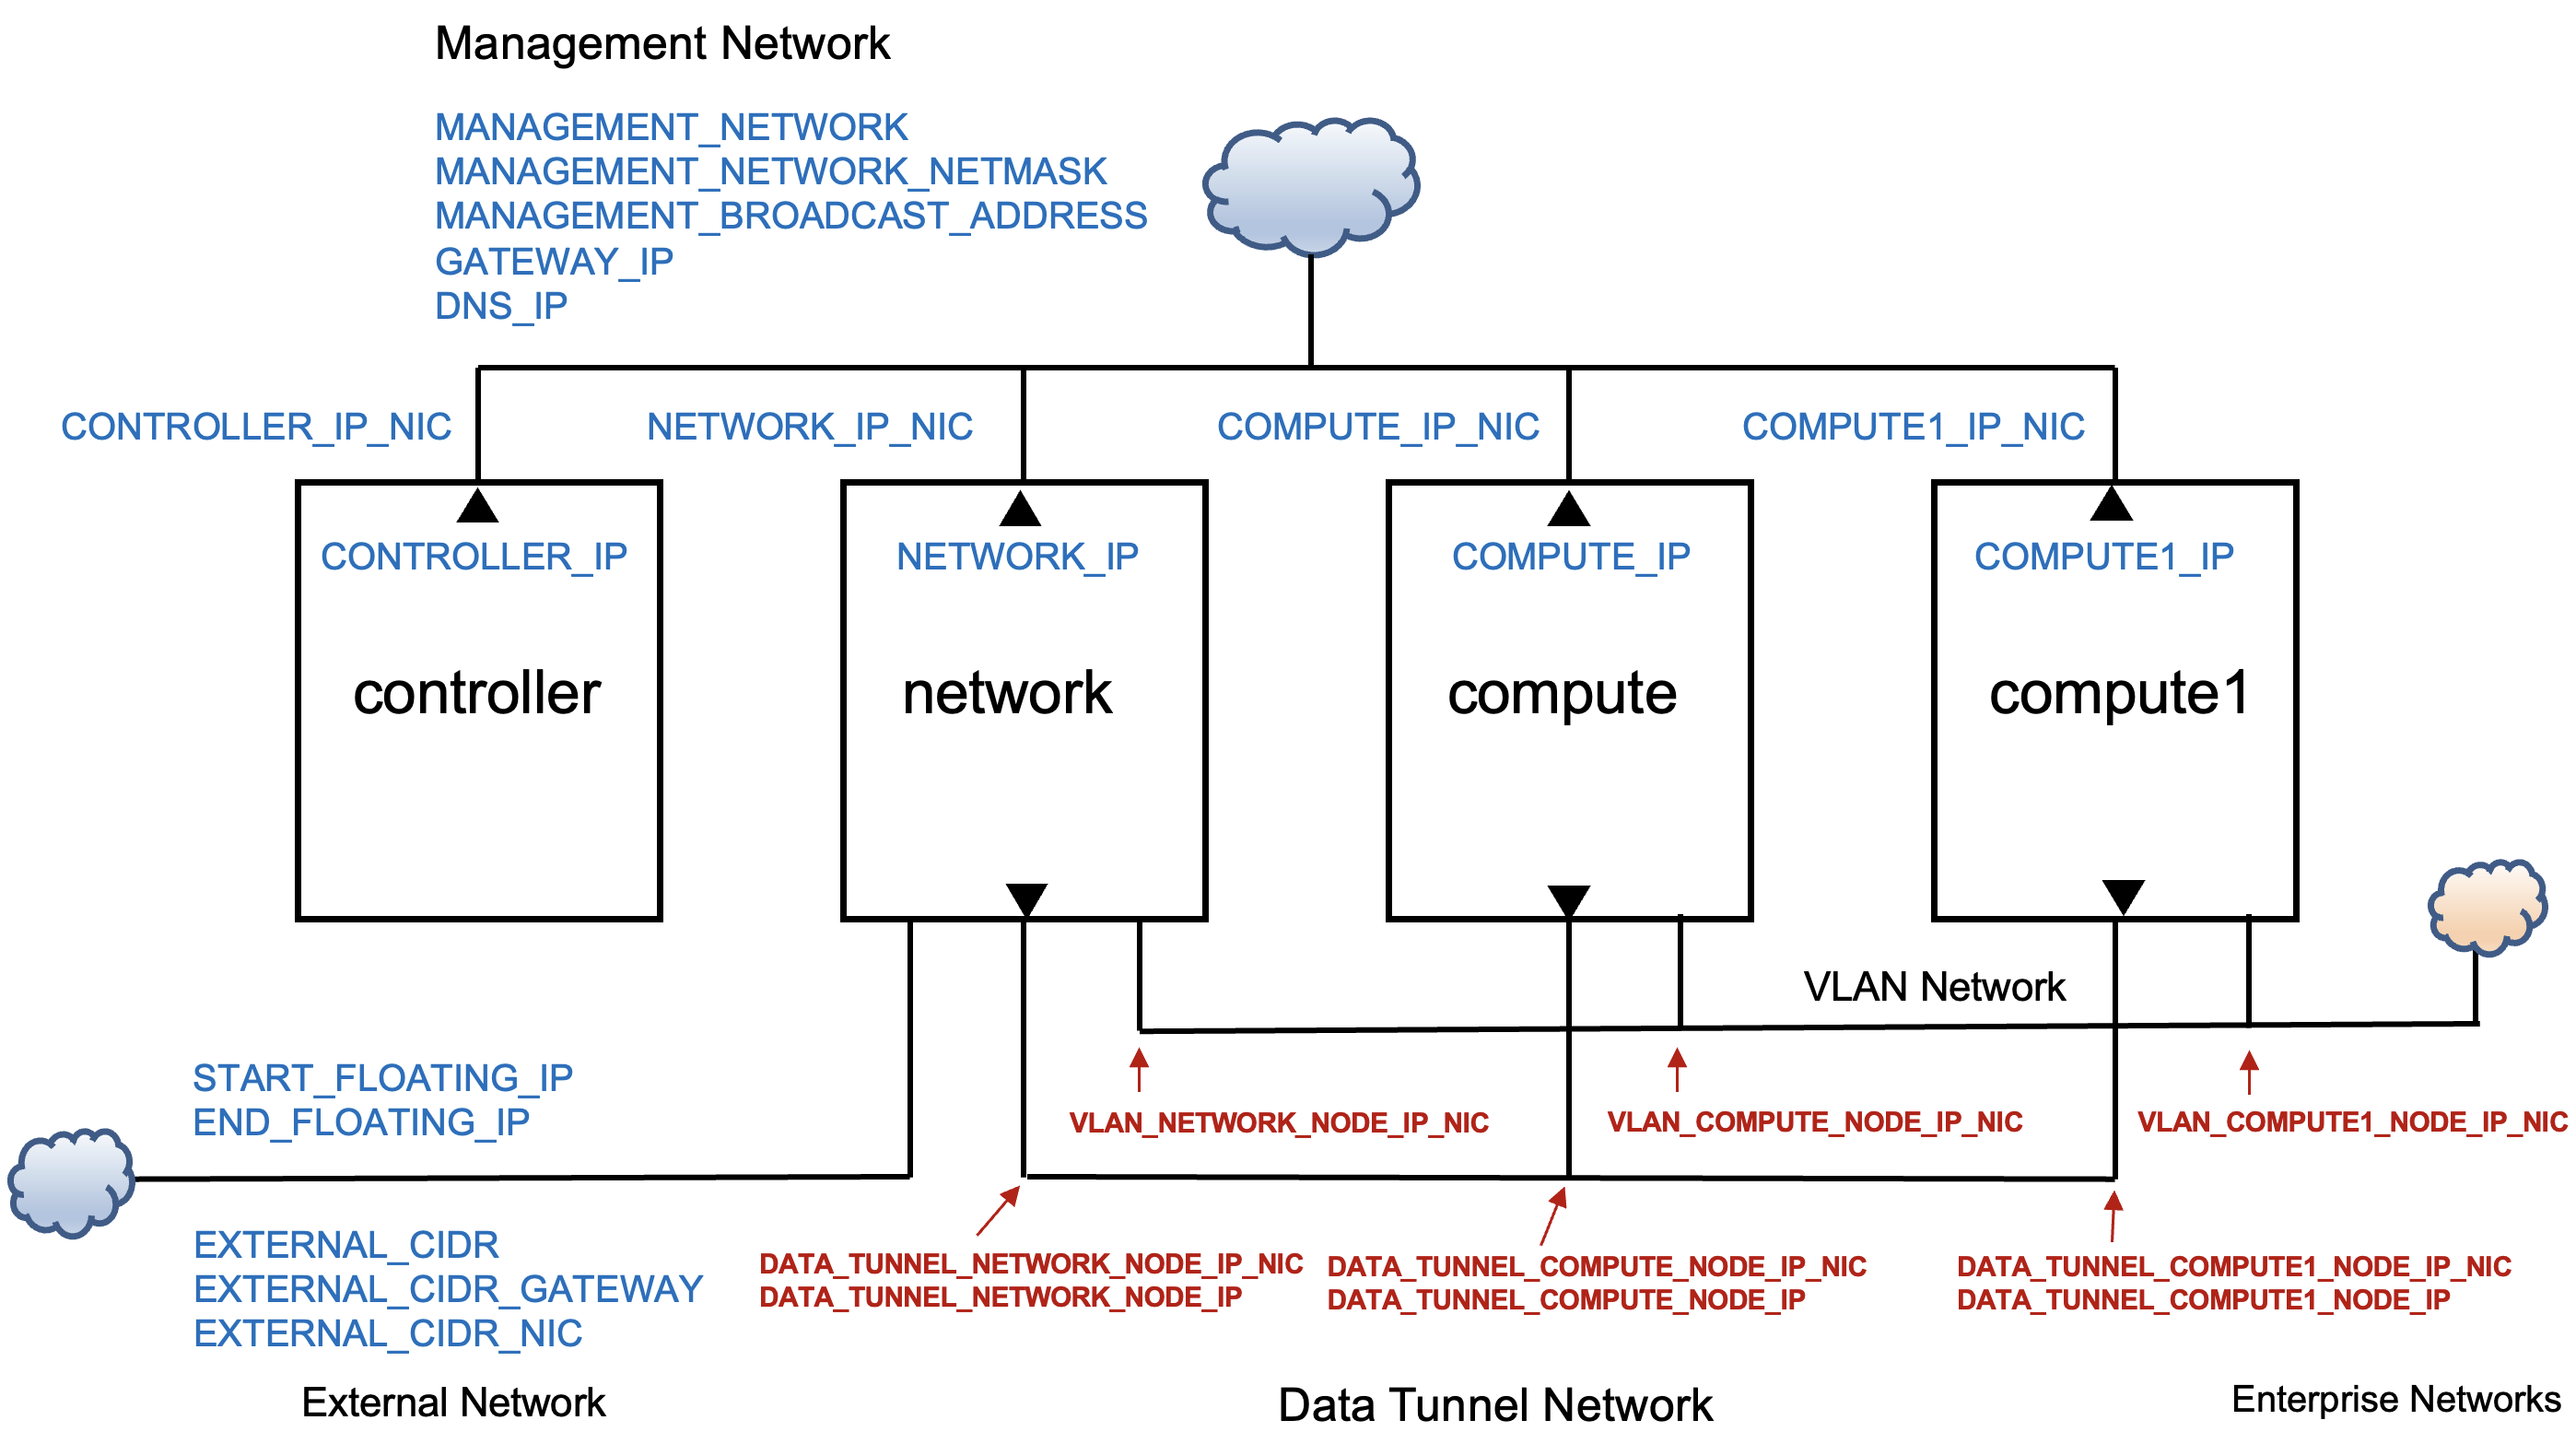 Management Network
MANAGEMENT_NETWORK
MANAGEMENT_NETWORK_NETMASK
MANAGEMENT_BROADCAST_ADDRESS
GATEWAY_IP
DNS_IP
CONTROLLER_IP_NIC
NETWORK_IP_NIC
COMPUTE_IP_NIC
COMPUTE1_IP_NIC
CONTROLLER_IP
NETWORK_IP
COMPUTE_IP
COMPUTE1_IP
controller
network
compute
compute1
VLAN Network
START_FLOATING_IP
END_FLOATING_IP
VLAN_NETWORK_NODE_IP_NIC
VLAN_COMPUTE_NODE_IP_NIC
VLAN_COMPUTE1_NODE_IP_NIC
EXTERNAL_CIDR
EXTERNAL_CIDR_GATEWAY
EXTERNAL_CIDR_NIC
DATA_TUNNEL_NETWORK_NODE_IP_NIC
DATA_TUNNEL_NETWORK_NODE_IP
DATA_TUNNEL_COMPUTE_NODE_IP_NIC
DATA_TUNNEL_COMPUTE_NODE_IP
DATA_TUNNEL_COMPUTE1_NODE_IP_NIC
DATA_TUNNEL_COMPUTE1_NODE_IP
External Network
Data Tunnel Network
Enterprise Networks